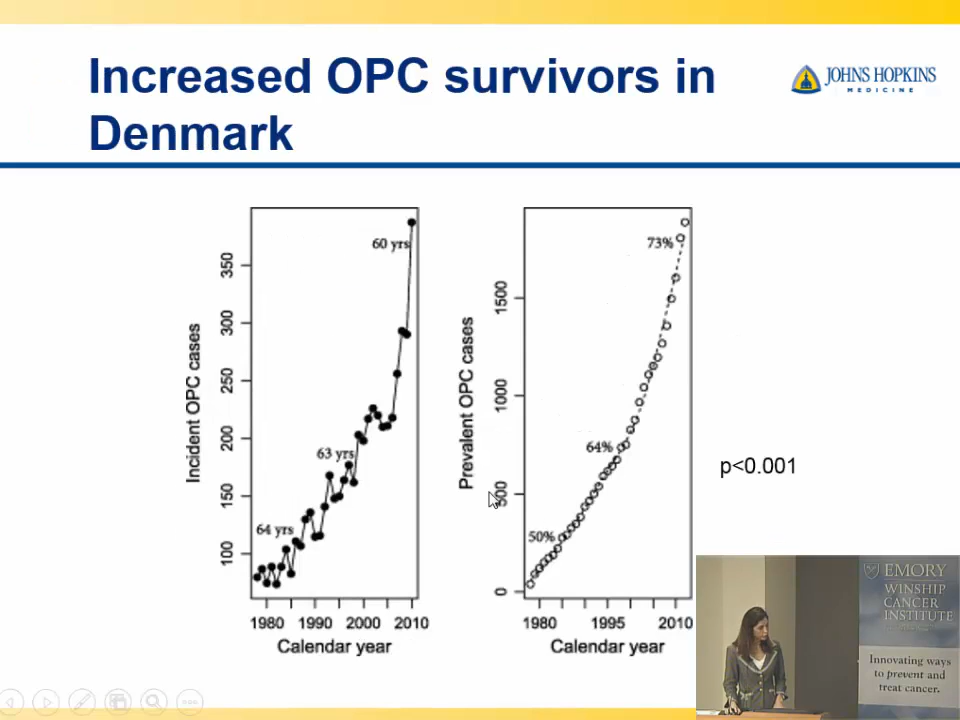 Increased OPC survivors in
Denmark
JOHNS HOPKINS
MEDICINE
Incident OPC cases
350
300
250
200
150
100
60 yrs
63 yrs
64 yrs
1980 1990 2000 2010
Calendar year
Prevalent OPC cases
1500
1000
500
0
73%
64%
50%
1980 1995 2010
Calendar year
p<0.001
EMORY
WINSHIP
CANCER
INSTITUTE
Innovating ways
to prevent and
treat cancer.